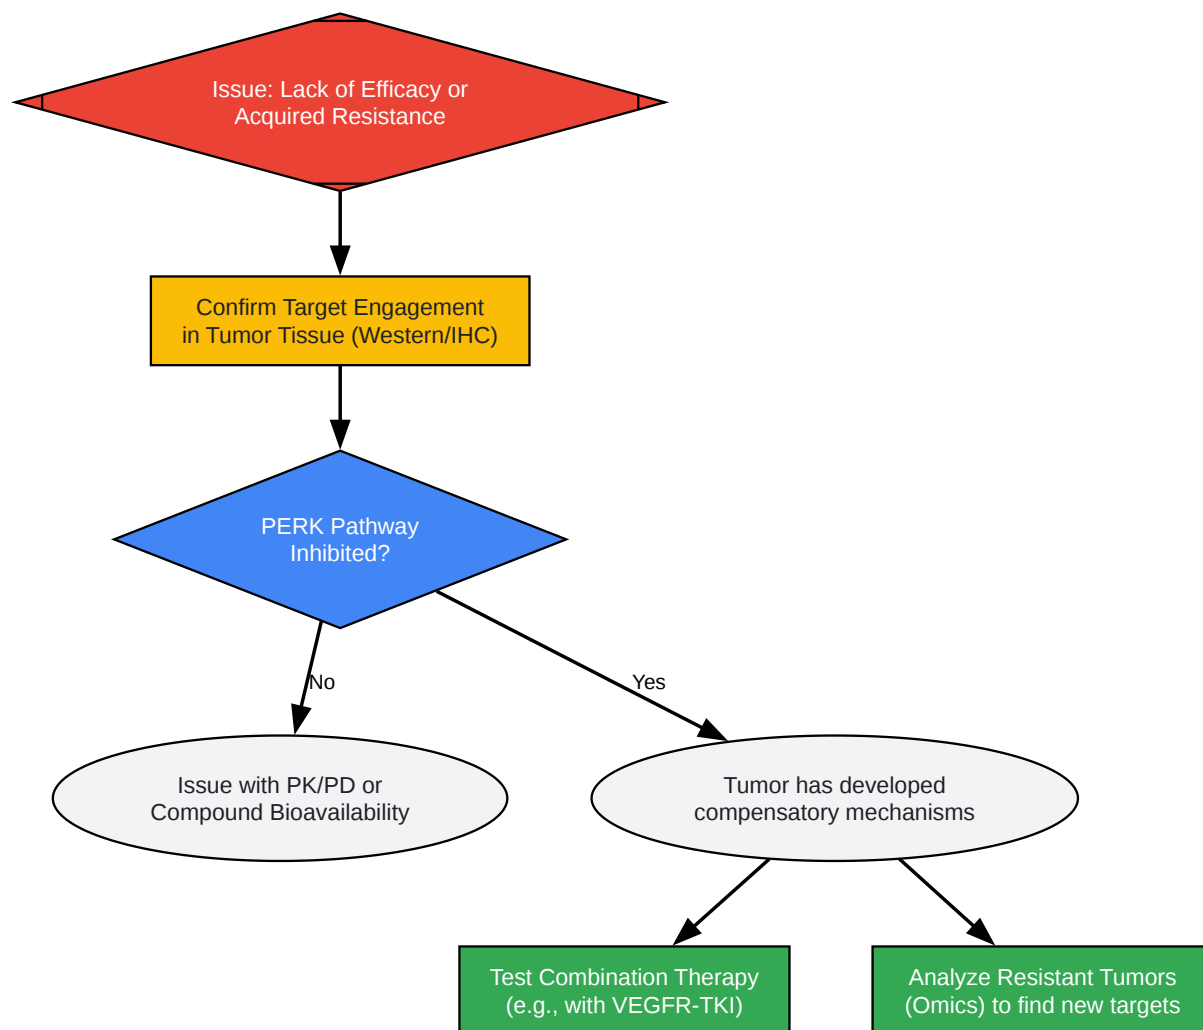 Issue: Lack of Efficacy or
Acquired Resistance
Confirm Target Engagement
in Tumor Tissue (Western/IHC)
PERK Pathway
Inhibited?
No
Yes
Issue with PK/PD or
Compound Bioavailability
Tumor has developed
compensatory mechanisms
Test Combination Therapy
(e.g., with VEGFR-TKI)
Analyze Resistant Tumors
(Omics) to find new targets